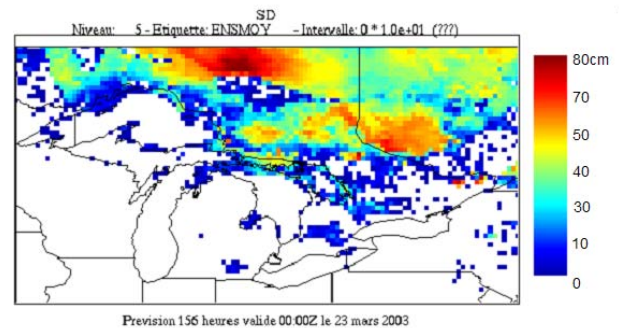 SD
Niveau: 5 - Etiquette: ENSMOY - Intervalle: 0 * 1.0e+01 (???)
80cm
70
50
40
30
10
0
Prevision 156 heures valide 00:00Z le 23 mars 2003